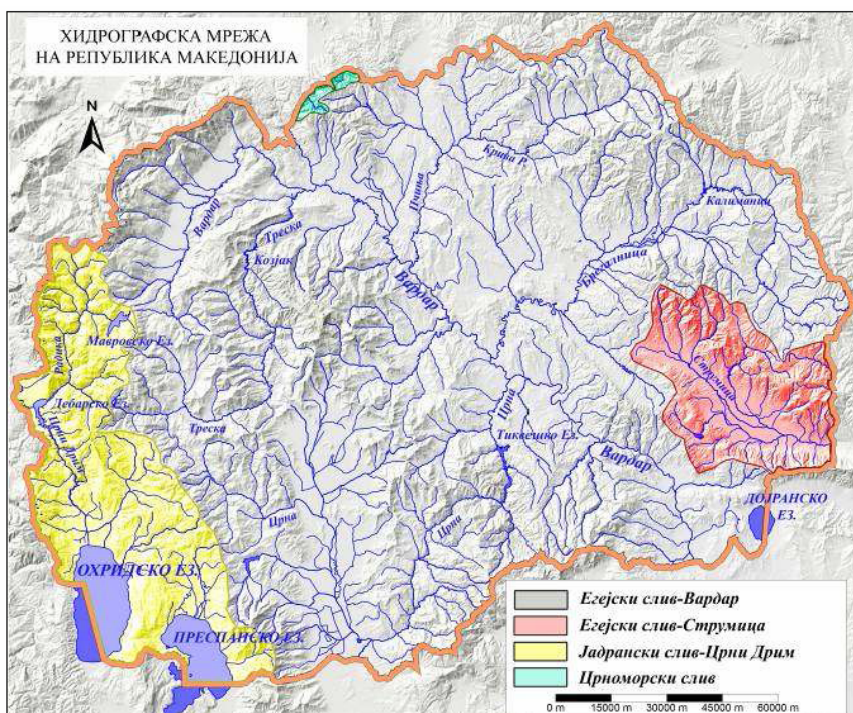 ХИДРОГРАФСКА МРЕЖА
НА РЕПУБЛИКА МАКЕДОНИЈА
N
Крива Р.
Пчиња
Калиманци
Вардар
Треска
Козјак
Вардар
Брегалница
Мавровско Ез.
Радика
Струмица
Дебарско Ез.
Црни Дрим
Треска
Црна
Тиквешко Ез.
Вардар
Црна
Црна
ДОЈРАНСКО
ЕЗ.
ОХРИДСКО ЕЗ.
ПРЕСПАНСКО ЕЗ.
Егејски слив-Вардар
Егејски слив-Струмица
Јадрански слив-Црни Дрим
Црноморски слив
0 m 15000 m 30000 m 45000 m 60000 m